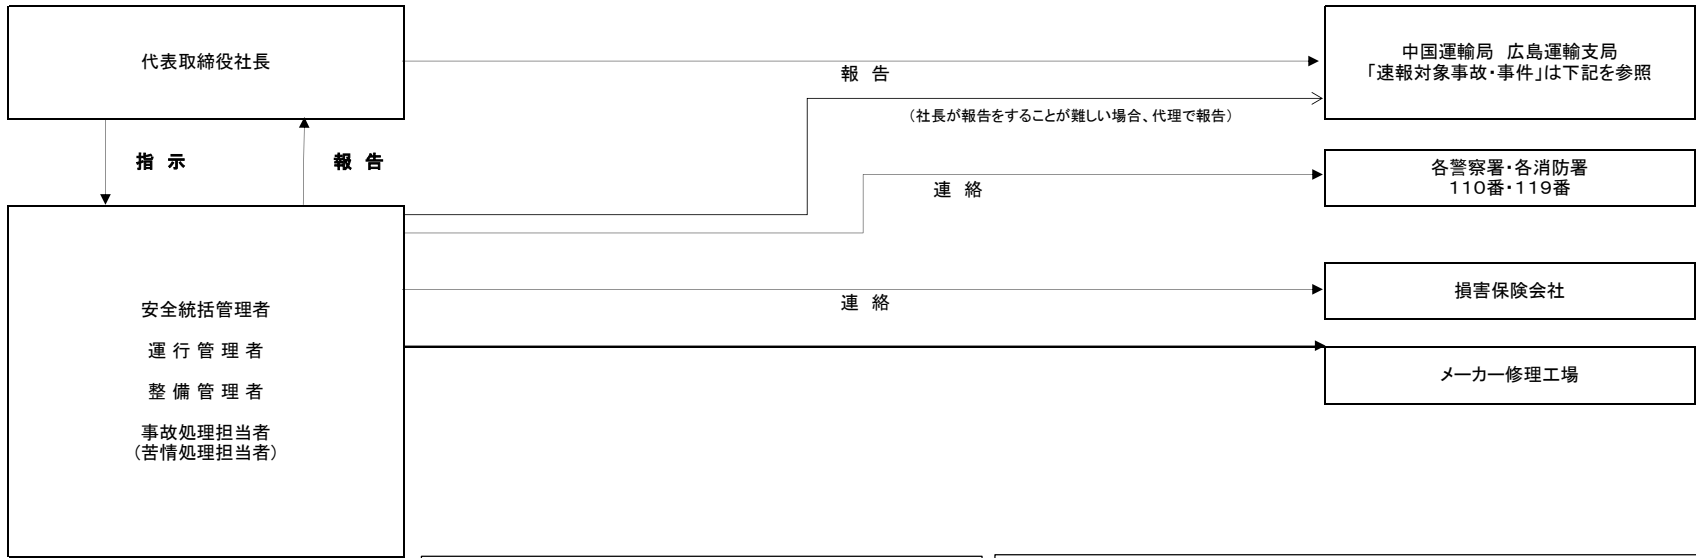 代表取締役社長
中国運輸局 広島運輸支局
「速報対象事故・事件」は下記を参照
報 告
(社長が報告をすることが難しい場合、代理で報告)
指 示
報 告
各警察署・各消防署
110番・119番
連 絡
安全統括管理者
運 行 管 理 者
整 備 管 理 者
事故処理担当者
(苦情処理担当者)
損害保険会社
連 絡
メーカー修理工場